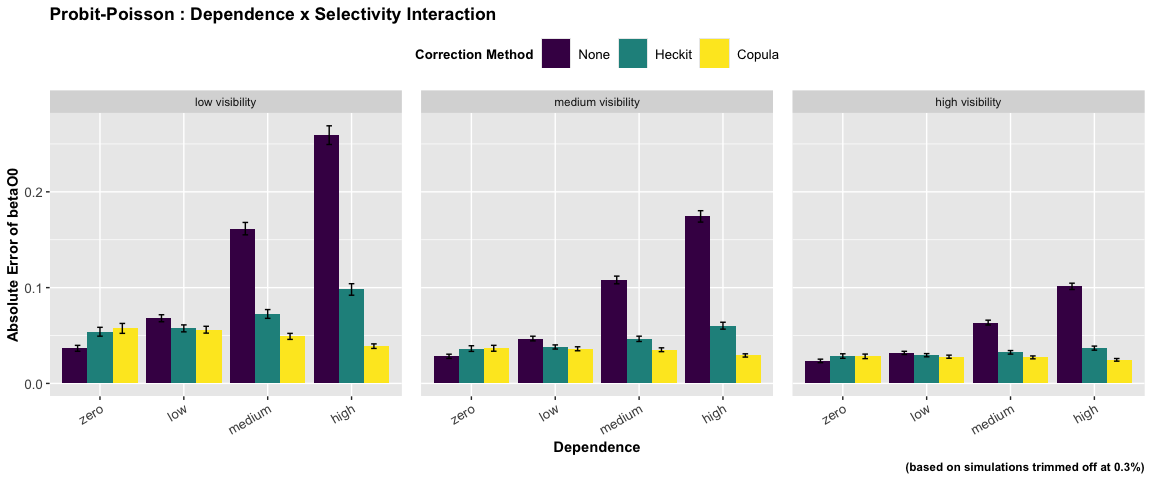 Probit-Poisson : Dependence x Selectivity Interaction
Correction Method None Heckit Copula
low visibility medium visibility high visibility
Absolute Error of betaO0
0.2
0.1
0.0
zero low medium high zero low medium high zero low medium high
Dependence
(based on simulations trimmed off at 0.3%)